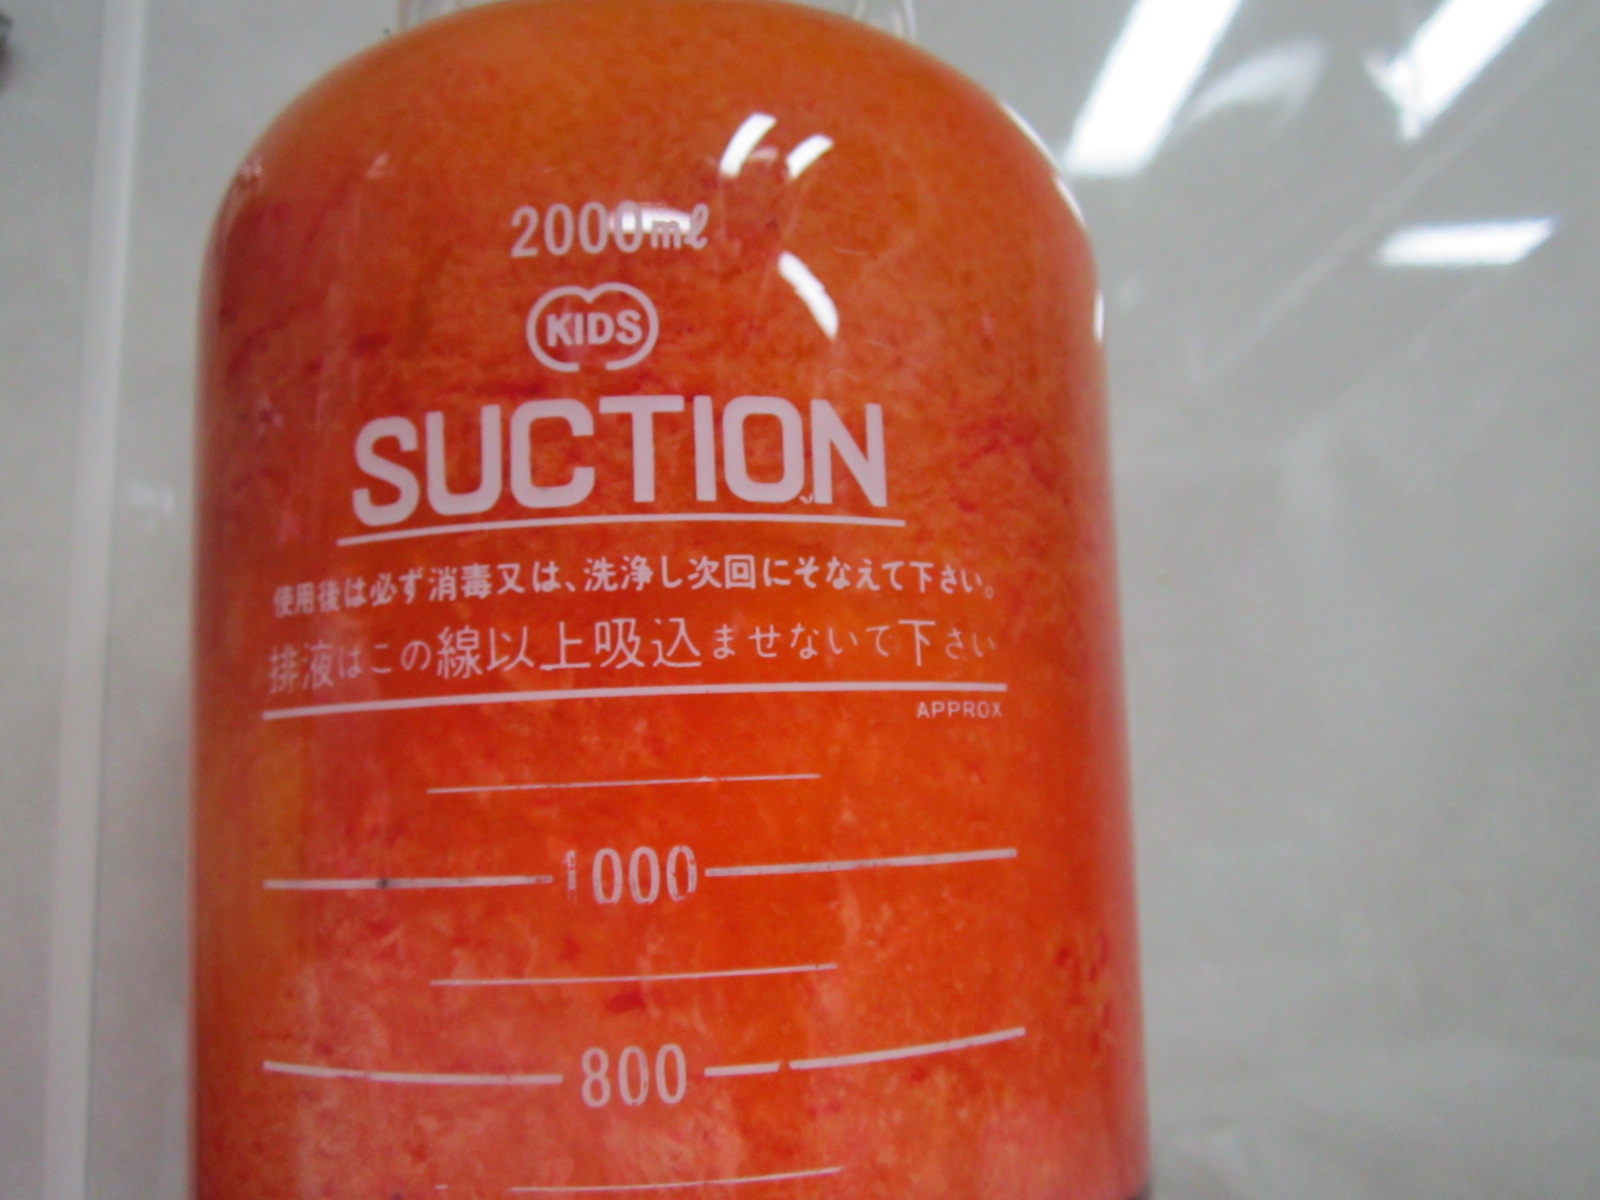 2000mℓ
KIDS
SUCTION
使用後は必ず消毒又は、洗浄し次回にそなえて下さい。
排液はこの線以上吸込ませないで下さい
APPROX
1000
800